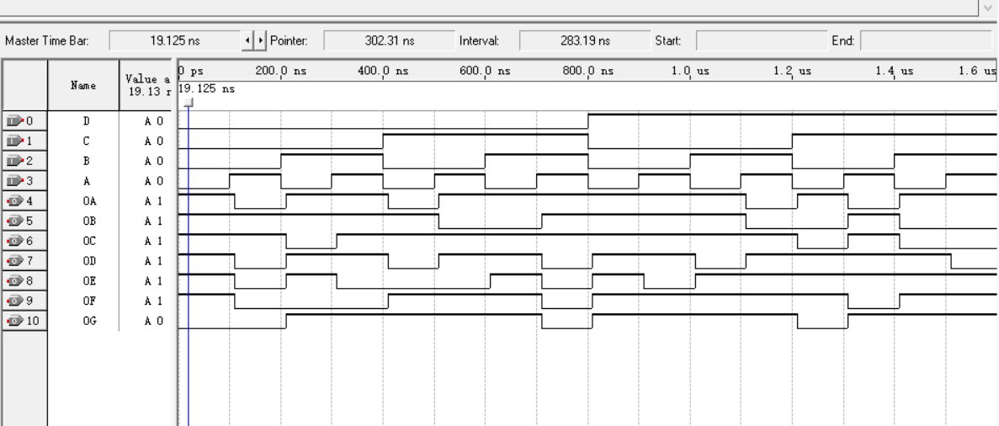 Master Time Bar: 19.125 ns Pointer: 302.31 ns Interval: 283.19 ns Start: End:
Name
Value a
19.13 r
0 ps 200.0 ns 400.0 ns 600.0 ns 800.0 ns 1.0 us 1.2 us 1.4 us 1.6 us
19.125 ns
0 D A 0
1 C A 0
2 B A 0
3 A A 0
4 OA A 1
5 OB A 1
6 OC A 1
7 OD A 1
8 OE A 1
9 OF A 1
10 OG A 0